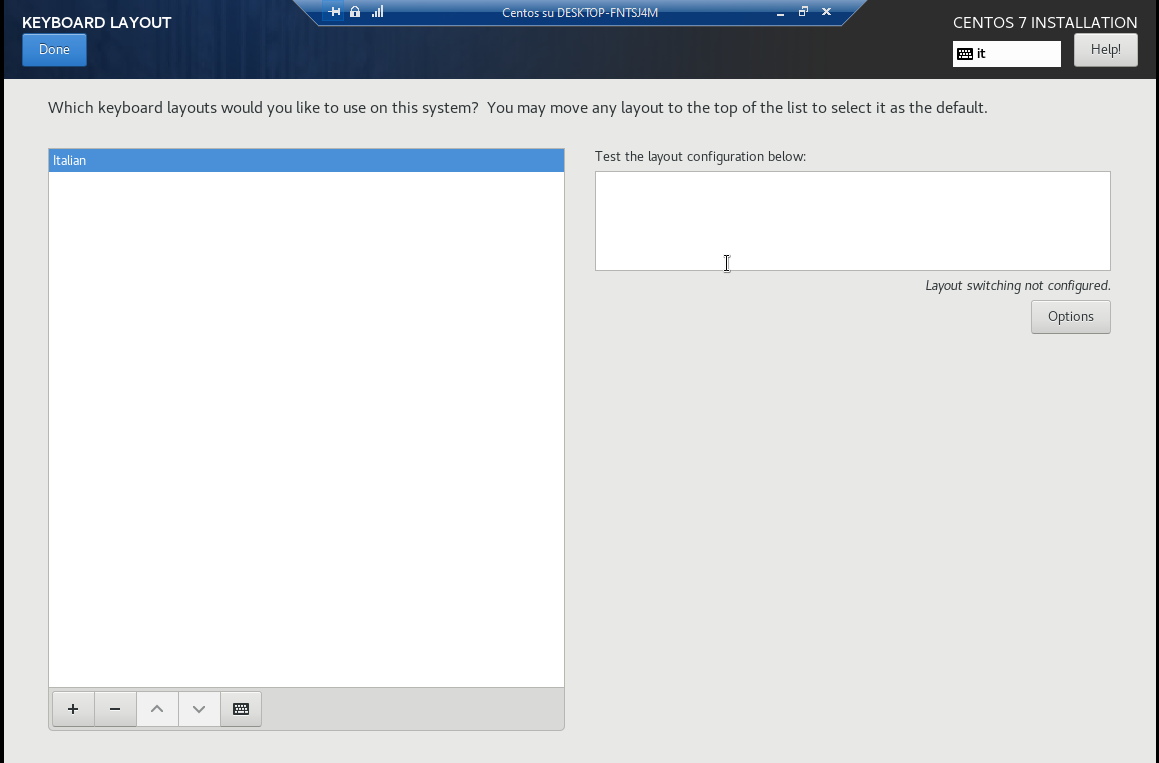 KEYBOARD LAYOUT
Centos su DESKTOP-FNTSJ4M
CENTOS 7 INSTALLATION
Done
it
Help!
Which keyboard layouts would you like to use on this system?  You may move any layout to the top of the list to select it as the default.
Italian
Test the layout configuration below:
Layout switching not configured.
Options